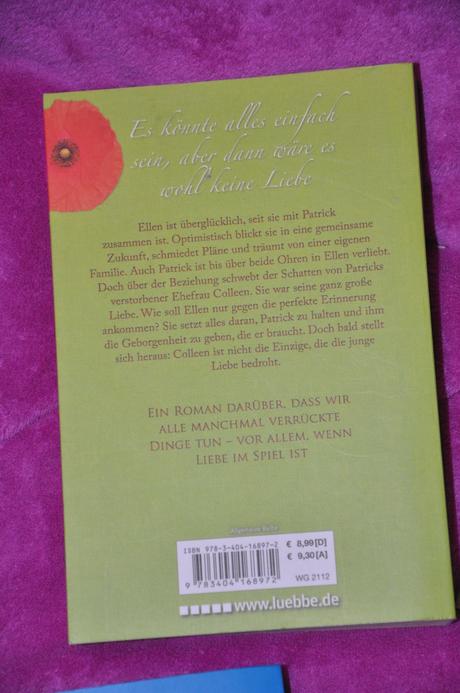 Es könnte alles einfach
sein, aber dann wäre es
wohl keine Liebe
Ellen ist überglücklich, seit sie mit Patrick
zusammen ist. Optimistisch blickt sie in eine gemeinsame
Zukunft, schmiedet Pläne und träumt von einer eigenen
Familie. Auch Patrick ist bis über beide Ohren in Ellen verliebt.
Doch über der Beziehung schwebt der Schatten von Patricks
verstorbener Ehefrau Colleen. Sie war seine ganz große
Liebe. Wie soll Ellen nur gegen die perfekte Erinnerung
ankommen? Sie setzt alles daran, Patrick zu halten und ihm
die Geborgenheit zu geben, die er braucht. Doch bald stellt
sich heraus: Colleen ist nicht die Einzige, die die junge
Liebe bedroht.
EIN ROMAN DARÜBER, DASS WIR
ALLE MANCHMAL VERRÜCKTE
DINGE TUN – VOR ALLEM, WENN
LIEBE IM SPIEL IST
Allgemeine Reihe
ISBN 978-3-404-16897-2
€ 8,99 [D]
€ 9,30 [A]
9 783404 168972
WG 2112
www.luebbe.de